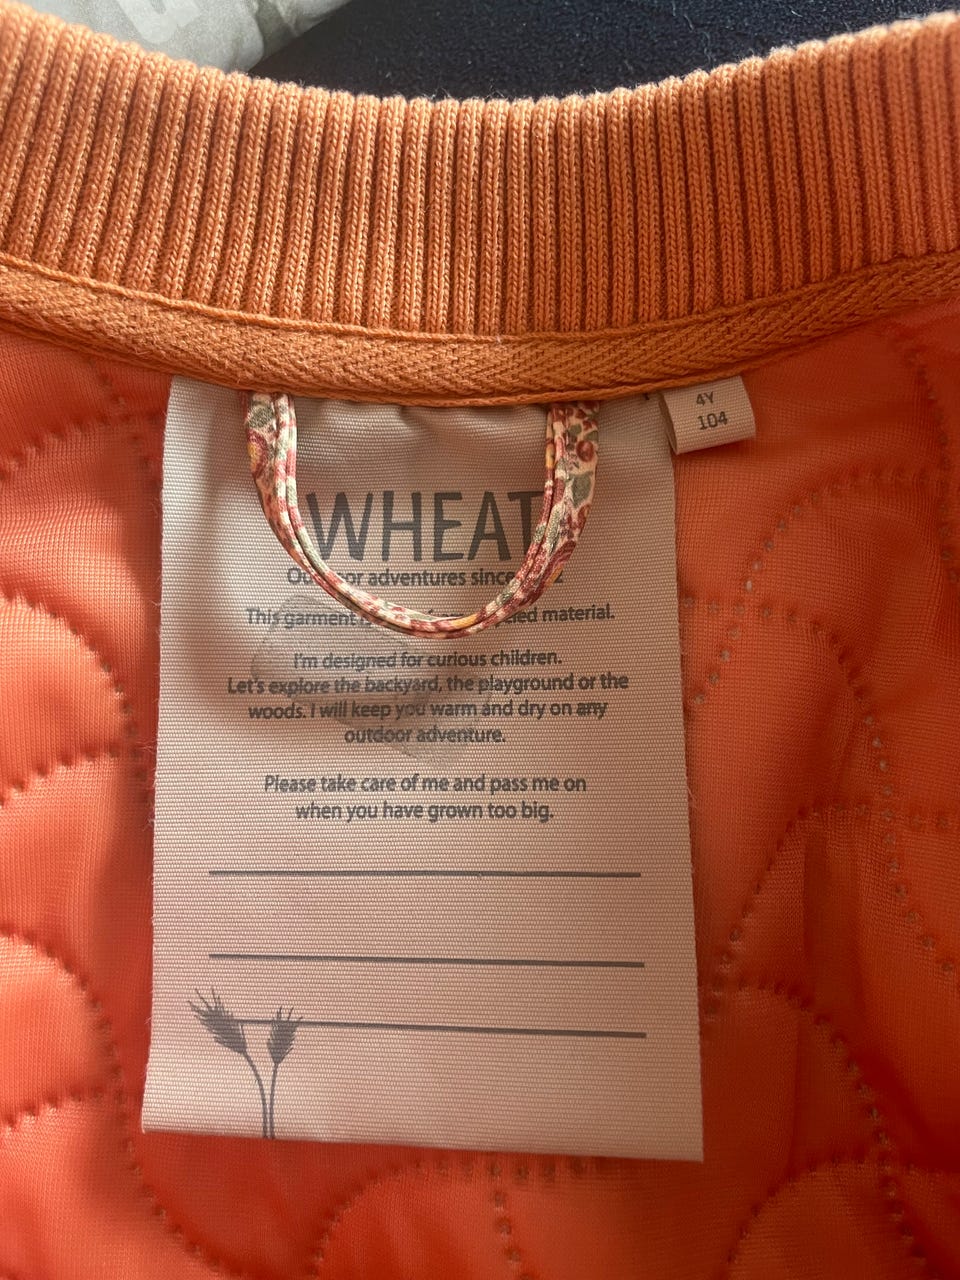 4Y
104
WHEAT
adventures since
This garment material.
I'm designed for curious children.
Let's explore the backyard, the playground or the
woods. I will keep you warm and dry on any
outdoor adventure.
Please take care of me and pass me on
when you have grown too big.